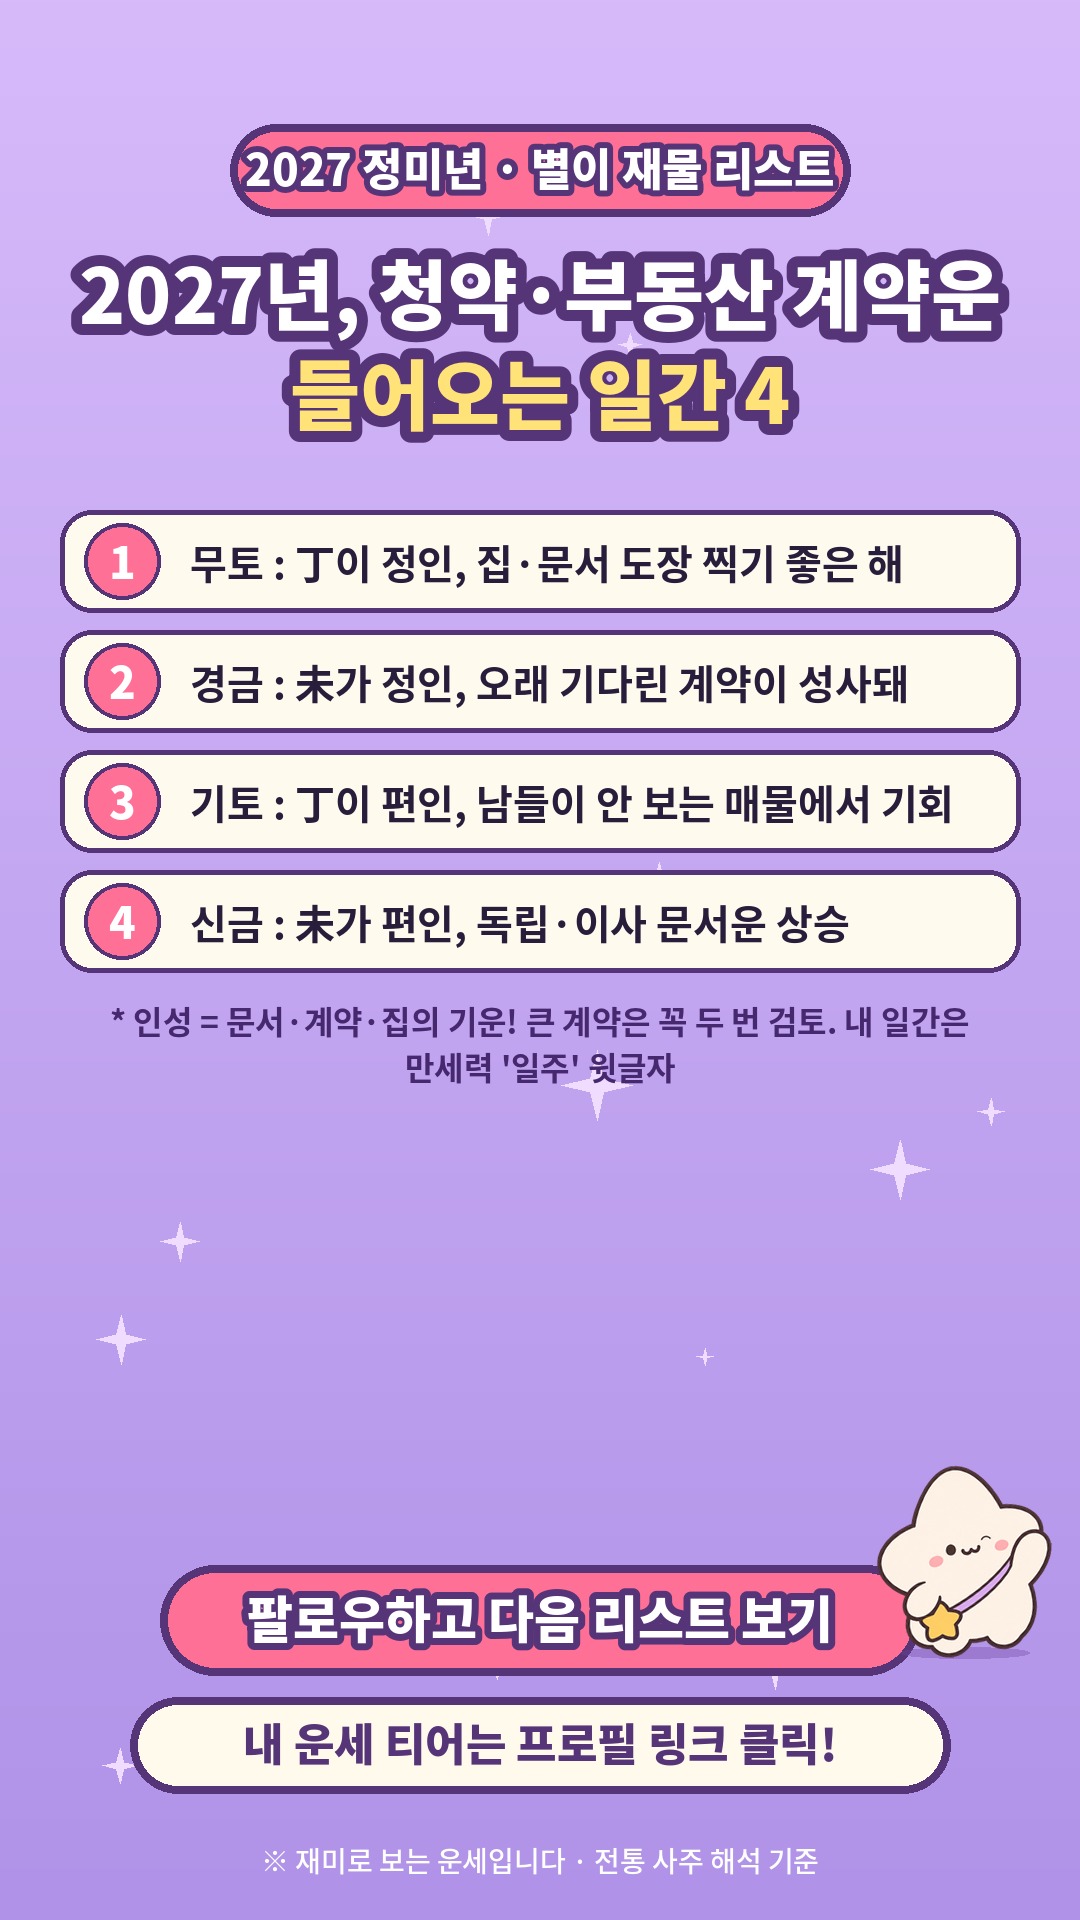 2027 정미년 · 별이 재물 리스트
2027년, 청약·부동산 계약운
들어오는 일간 4
1 무토 : 丁이 정인, 집·문서 도장 찍기 좋은 해
2 경금 : 未가 정인, 오래 기다린 계약이 성사돼
3 기토 : 丁이 편인, 남들이 안 보는 매물에서 기회
4 신금 : 未가 편인, 독립·이사 문서운 상승
* 인성 = 문서·계약·집의 기운! 큰 계약은 꼭 두 번 검토. 내 일간은
만세력 '일주' 윗글자
팔로우하고 다음 리스트 보기
내 운세 티어는 프로필 링크 클릭!
※ 재미로 보는 운세입니다 · 전통 사주 해석 기준